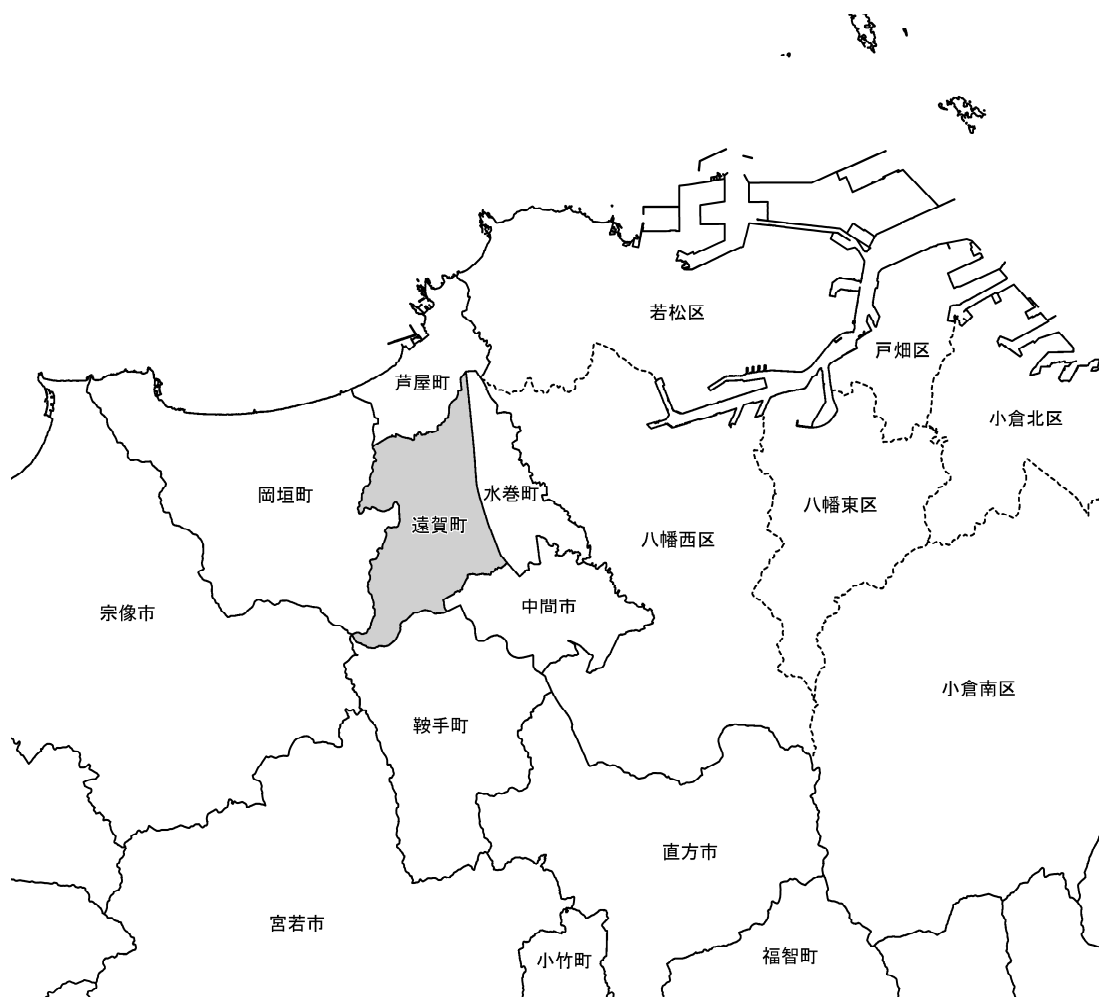 若松区
戸畑区
芦屋町
小倉北区
岡垣町
水巻町
八幡東区
遠賀町
八幡西区
中間市
宗像市
小倉南区
鞍手町
直方市
宮若市
福智町
小竹町